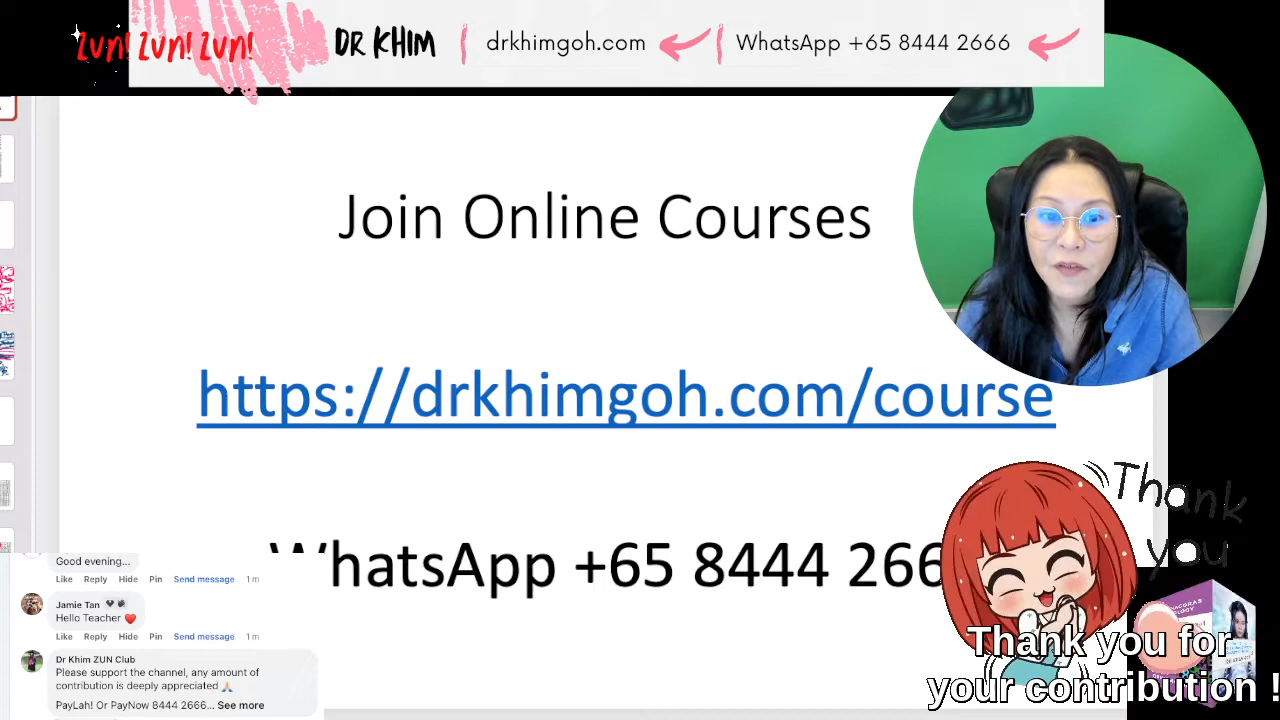 ZUN! ZUN! ZUN!
DR KHIM
drkhimgoh.com
WhatsApp +65 8444 2666
Join Online Courses
https://drkhimgoh.com/course
WhatsApp +65 8444 266
Thank you
Good evening...
Like Reply Hide Pin Send message 1 m
Jamie Tan
Hello Teacher ❤️
Like Reply Hide Pin Send message 1 m
Dr Khim ZUN Club
Please support the channel, any amount of
contribution is deeply appreciated 🙏🏻
PayLah! Or PayNow 8444 2666... See more
Thank you for
your contribution !